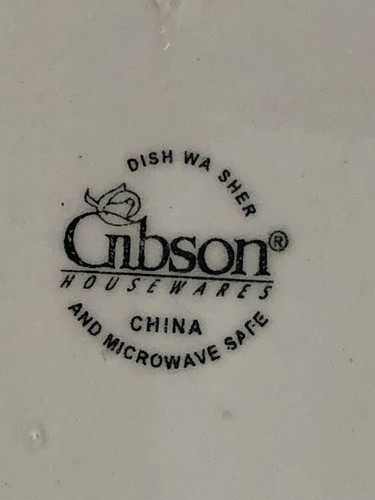 DISH WA SHER
Gibson®
HOUSEWARES
CHINA
AND MICROWAVE SAFE